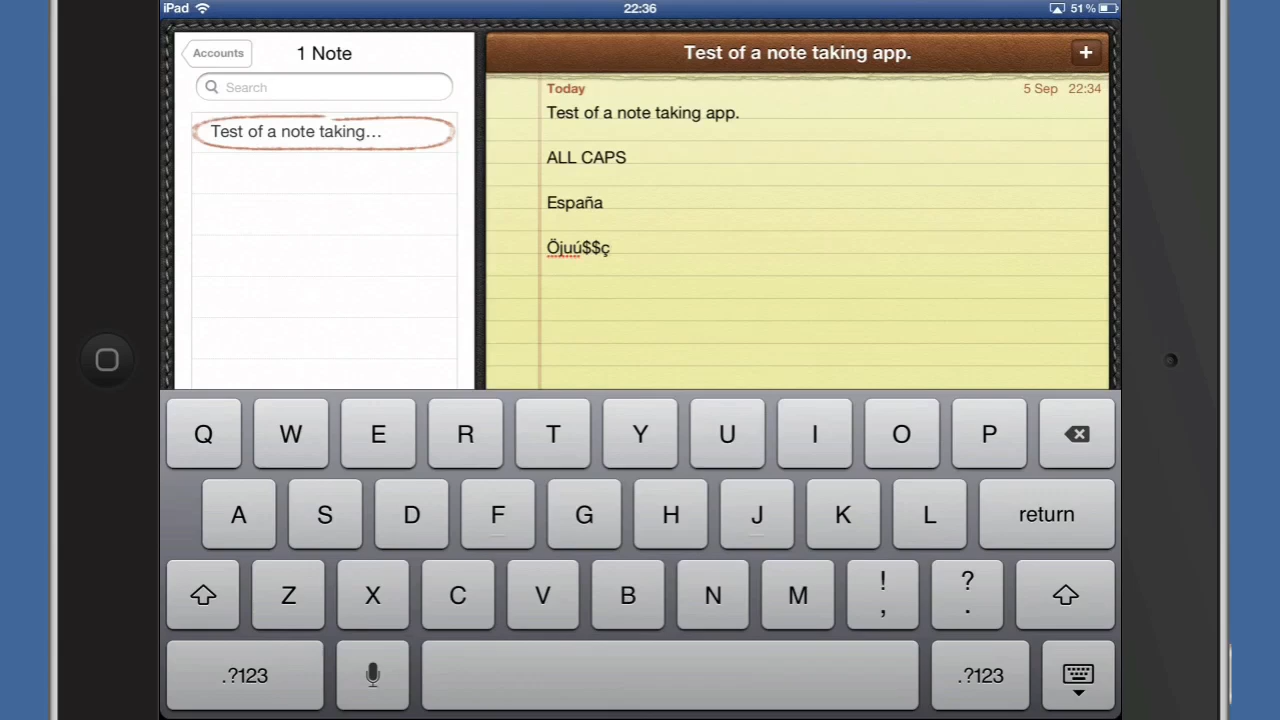 iPad 22:36 51%
Accounts 1 Note
Search
Test of a note taking...
Test of a note taking app. +
Today 5 Sep 22:34
Test of a note taking app.
ALL CAPS
España
Öjuú$$ç
Q W E R T Y U I O P
A S D F G H J K L return
Z X C V B N M ! , ? .
.?123 .?123